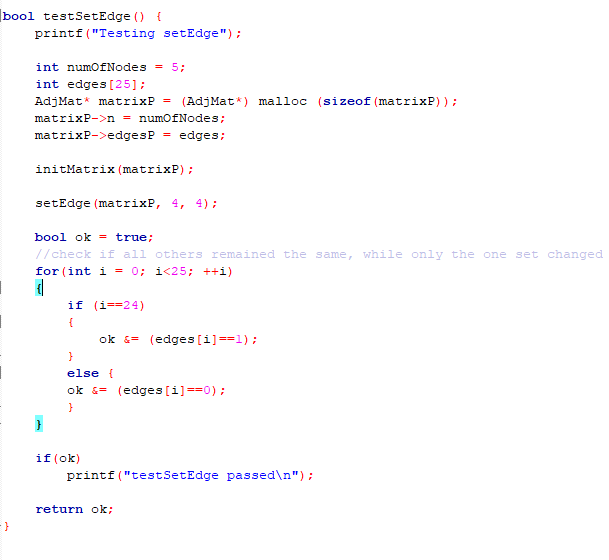 bool testSetEdge() {
printf("Testing setEdge");
int numOfNodes = 5;
int edges[25];
AdjMat* matrixP = (AdjMat*) malloc (sizeof(matrixP));
matrixP->n = numOfNodes;
matrixP->edgesP = edges;
initMatrix(matrixP);
setEdge(matrixP, 4, 4);
bool ok = true;
//check if all others remained the same, while only the one set changed
for(int i = 0; i<25; ++i)
{
if (i==24)
{
ok &= (edges[i]==1);
}
else {
ok &= (edges[i]==0);
}
}
if(ok)
printf("testSetEdge passed\n");
return ok;
}